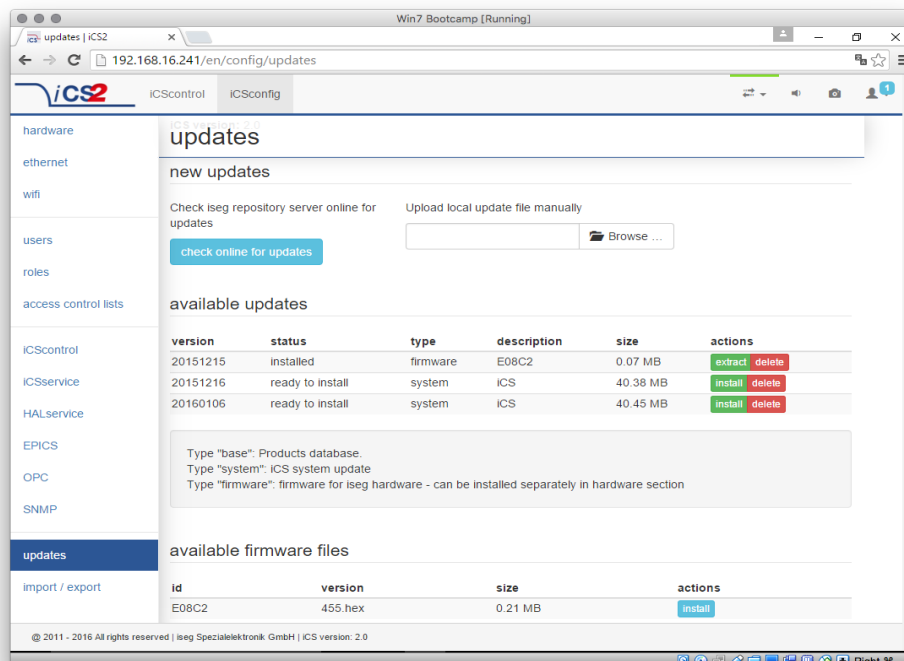 Win7 Bootcamp [Running]
updates | iCS2
192.168.16.241/en/config/updates
iCS2
iCScontrol
iCSconfig
1
iCS version: 2.0
updates
hardware
ethernet
wifi
users
roles
access control lists
iCScontrol
iCSservice
HALservice
EPICS
OPC
SNMP
updates
import / export
new updates
Check iseg repository server online for
updates
check online for updates
Upload local update file manually
Browse ...
available updates
version status type description size actions
20151215 installed firmware E08C2 0.07 MB extract delete
20151216 ready to install system iCS 40.38 MB install delete
20160106 ready to install system iCS 40.45 MB install delete
Type "base": Products database.
Type "system": iCS system update
Type "firmware": firmware for iseg hardware - can be installed separately in hardware section
available firmware files
id version size actions
E08C2 455.hex 0.21 MB install
@ 2011 - 2016 All rights reserved | iseg Spezialelektronik GmbH | iCS version: 2.0
Right ⌘